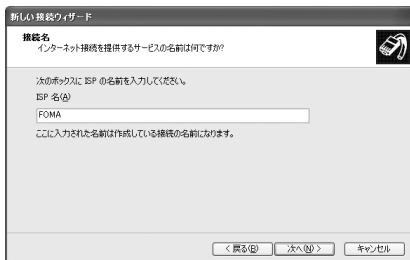 新しい接続ウィザード
接続名
インターネット接続を提供するサービスの名前は何ですか?
次のボックスに ISP の名前を入力してください。
ISP 名(A)
FOMA
ここに入力された名前は作成している接続の名前になります。
< 戻る(B) 次へ(N) > キャンセル